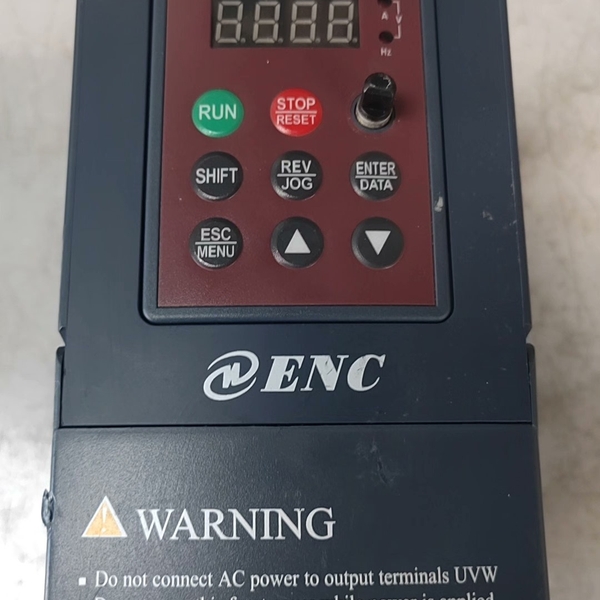 A
V
Hz
RUN
STOP
RESET
SHIFT
REV
JOG
ENTER
DATA
ESC
MENU
ENC
WARNING
Do not connect AC power to output terminals UVW